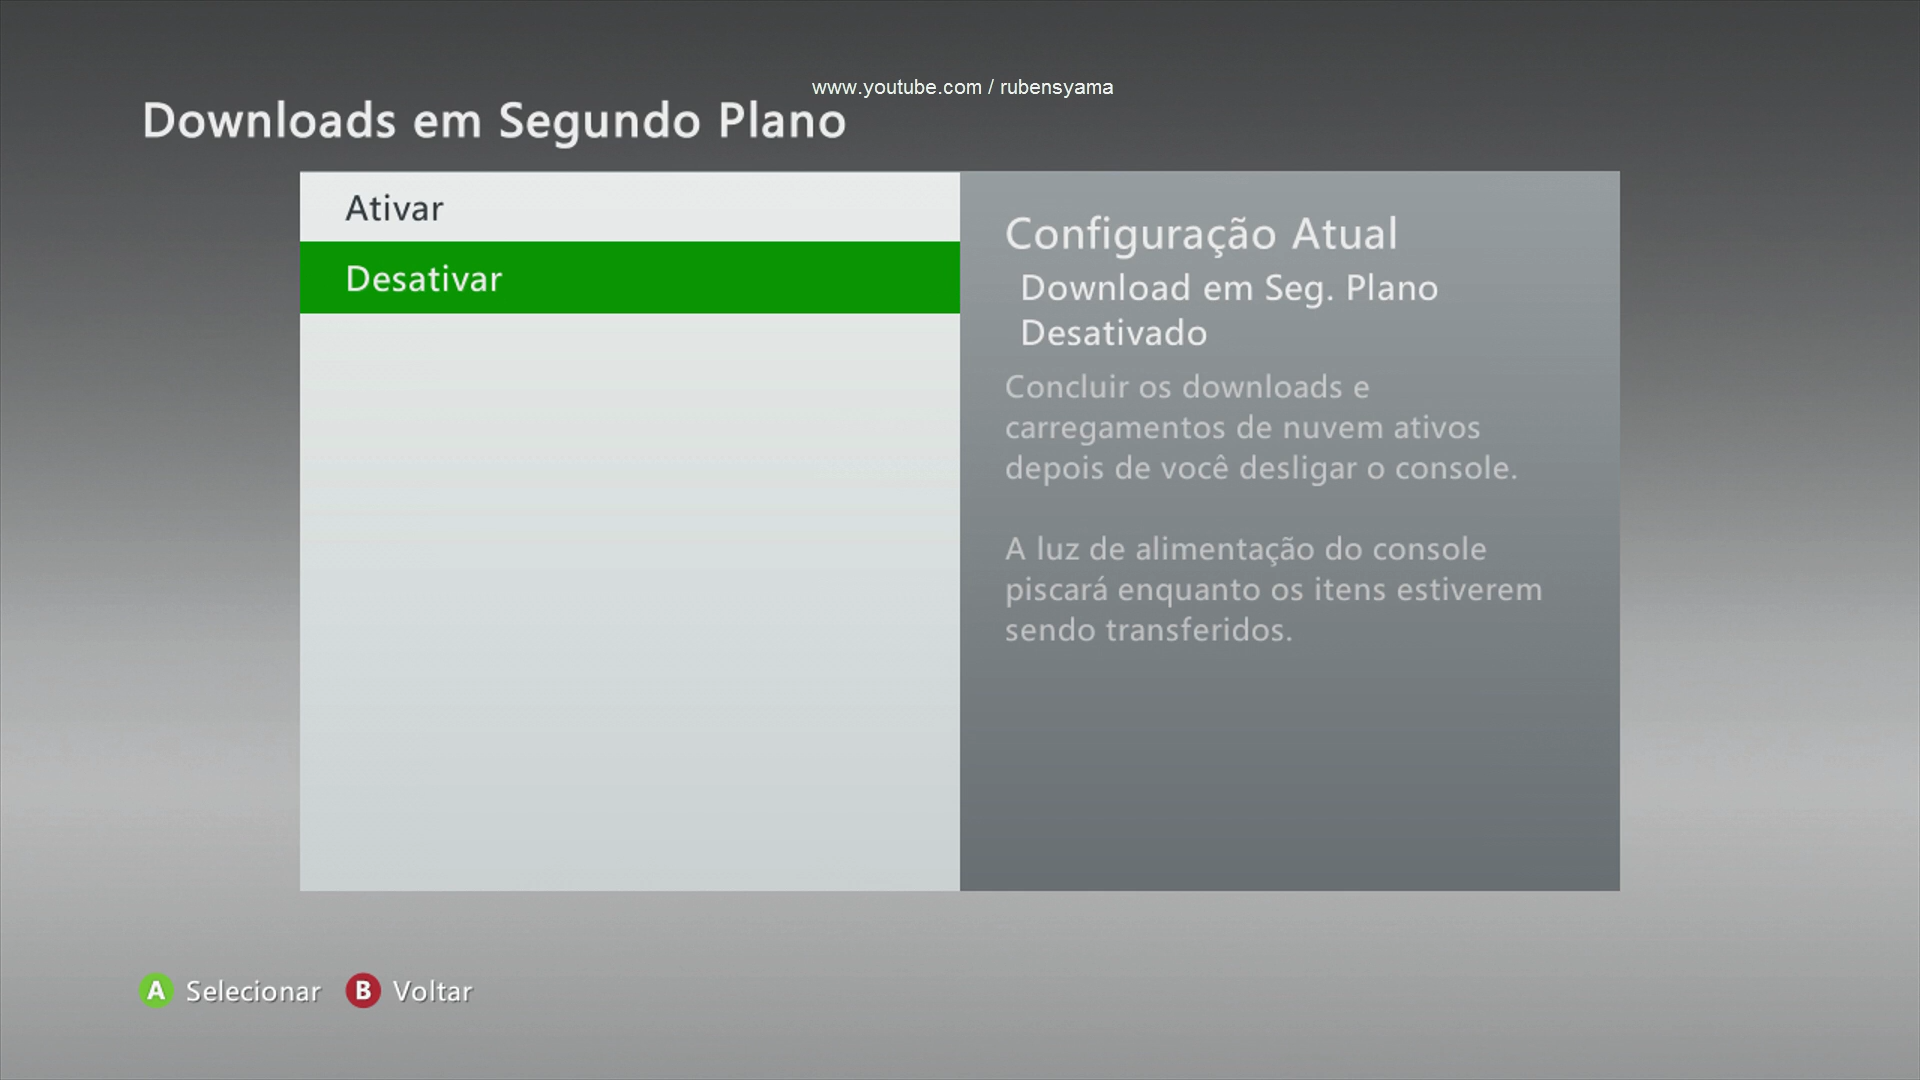 www.youtube.com / rubensyama
Downloads em Segundo Plano
Ativar
Desativar
Configuração Atual
Download em Seg. Plano
Desativado
Concluir os downloads e
carregamentos de nuvem ativos
depois de você desligar o console.
A luz de alimentação do console
piscará enquanto os itens estiverem
sendo transferidos.
A Selecionar B Voltar